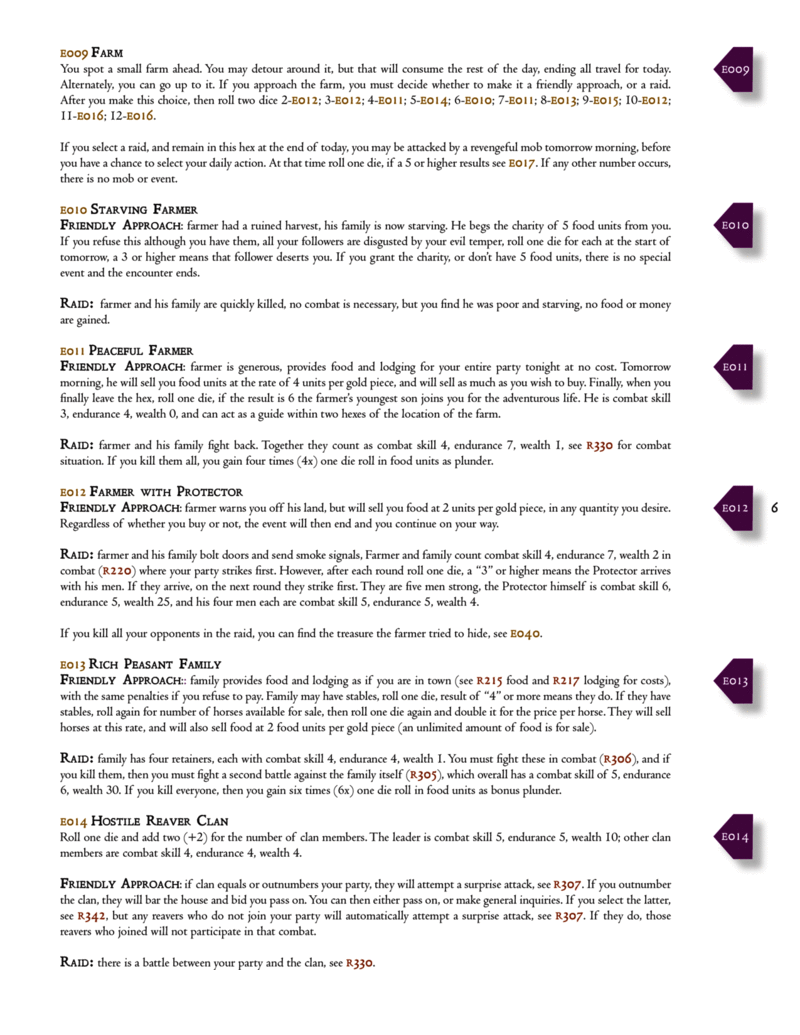 E009 Farm
You spot a small farm ahead. You may detour around it, but that will consume the rest of the day, ending all travel for today.
Alternately, you can go up to it. If you approach the farm, you must decide whether to make it a friendly approach, or a raid.
After you make this choice, then roll two dice 2-E012; 3-E012; 4-E011; 5-E014; 6-E010; 7-E011; 8-E013; 9-E015; 10-E012;
11-E016; 12-E016.
E009
If you select a raid, and remain in this hex at the end of today, you may be attacked by a revengeful mob tomorrow morning, before
you have a chance to select your daily action. At that time roll one die, if a 5 or higher results see E017. If any other number occurs,
there is no mob or event.
E010 Starving Farmer
Friendly Approach: farmer had a ruined harvest, his family is now starving. He begs the charity of 5 food units from you.
If you refuse this although you have them, all your followers are disgusted by your evil temper, roll one die for each at the start of
tomorrow, a 3 or higher means that follower deserts you. If you grant the charity, or don't have 5 food units, there is no special
event and the encounter ends.
E010
Raid: farmer and his family are quickly killed, no combat is necessary, but you find he was poor and starving, no food or money
are gained.
E011 Peaceful Farmer
Friendly Approach: farmer is generous, provides food and lodging for your entire party tonight at no cost. Tomorrow
morning, he will sell you food units at the rate of 4 units per gold piece, and will sell as much as you wish to buy. Finally, when you
finally leave the hex, roll one die, if the result is 6 the farmer's youngest son joins you for the adventurous life. He is combat skill
3, endurance 4, wealth 0, and can act as a guide within two hexes of the location of the farm.
E011
Raid: farmer and his family fight back. Together they count as combat skill 4, endurance 7, wealth 1, see R330 for combat
situation. If you kill them all, you gain four times (4x) one die roll in food units as plunder.
E012 Farmer with Protector
Friendly Approach: farmer warns you off his land, but will sell you food at 2 units per gold piece, in any quantity you desire.
Regardless of whether you buy or not, the event will then end and you continue on your way.
E012
6
Raid: farmer and his family bolt doors and send smoke signals, Farmer and family count combat skill 4, endurance 7, wealth 2 in
combat (R220) where your party strikes first. However, after each round roll one die, a "3" or higher means the Protector arrives
with his men. If they arrive, on the next round they strike first. They are five men strong, the Protector himself is combat skill 6,
endurance 5, wealth 25, and his four men each are combat skill 5, endurance 5, wealth 4.
If you kill all your opponents in the raid, you can find the treasure the farmer tried to hide, see E040.
E013 Rich Peasant Family
Friendly Approach:: family provides food and lodging as if you are in town (see R215 food and R217 lodging for costs),
with the same penalties if you refuse to pay. Family may have stables, roll one die, result of "4" or more means they do. If they have
stables, roll again for number of horses available for sale, then roll one die again and double it for the price per horse. They will sell
horses at this rate, and will also sell food at 2 food units per gold piece (an unlimited amount of food is for sale).
E013
Raid: family has four retainers, each with combat skill 4, endurance 4, wealth 1. You must fight these in combat (R306), and if
you kill them, then you must fight a second battle against the family itself (R305), which overall has a combat skill of 5, endurance
6, wealth 30. If you kill everyone, then you gain six times (6x) one die roll in food units as bonus plunder.
E014 Hostile Reaver Clan
Roll one die and add two (+2) for the number of clan members. The leader is combat skill 5, endurance 5, wealth 10; other clan
members are combat skill 4, endurance 4, wealth 4.
E014
Friendly Approach: if clan equals or outnumbers your party, they will attempt a surprise attack, see R307. If you outnumber
the clan, they will bar the house and bid you pass on. You can then either pass on, or make general inquiries. If you select the latter,
see R342, but any reavers who do not join your party will automatically attempt a surprise attack, see R307. If they do, those
reavers who joined will not participate in that combat.
Raid: there is a battle between your party and the clan, see R330.